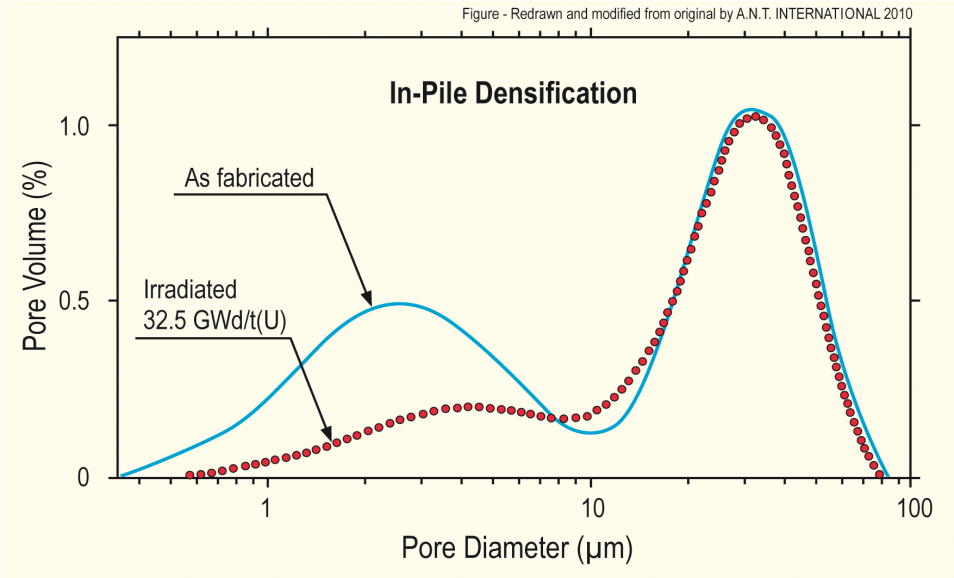 Figure - Redrawn and modified from original by A.N.T. INTERNATIONAL 2010
In-Pile Densification
1.0
As fabricated
Pore Volume (%)
Irradiated
0.5
32.5 GWd/t(U)
0
1
10
100
Pore Diameter (µm)